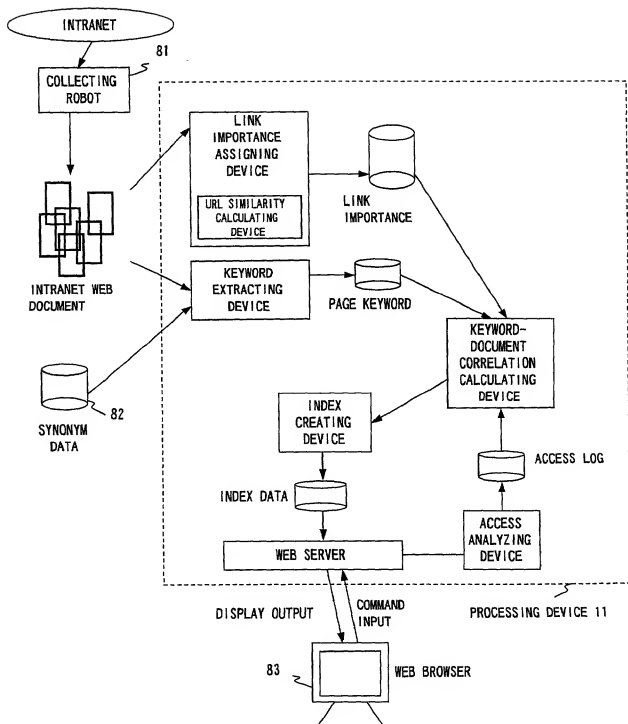 INTRANET
81
COLLECTING
ROBOT
LINK
IMPORTANCE
ASSIGNING
DEVICE
URL SIMILARITY
CALCULATING
DEVICE
LINK
IMPORTANCE
INTRANET WEB
DOCUMENT
KEYWORD
EXTRACTING
DEVICE
PAGE KEYWORD
KEYWORD-
DOCUMENT
CORRELATION
CALCULATING
DEVICE
82
SYNONYM
DATA
INDEX
CREATING
DEVICE
ACCESS LOG
INDEX DATA
ACCESS
ANALYZING
DEVICE
WEB SERVER
DISPLAY OUTPUT
COMMAND
INPUT
PROCESSING DEVICE 11
83
WEB BROWSER